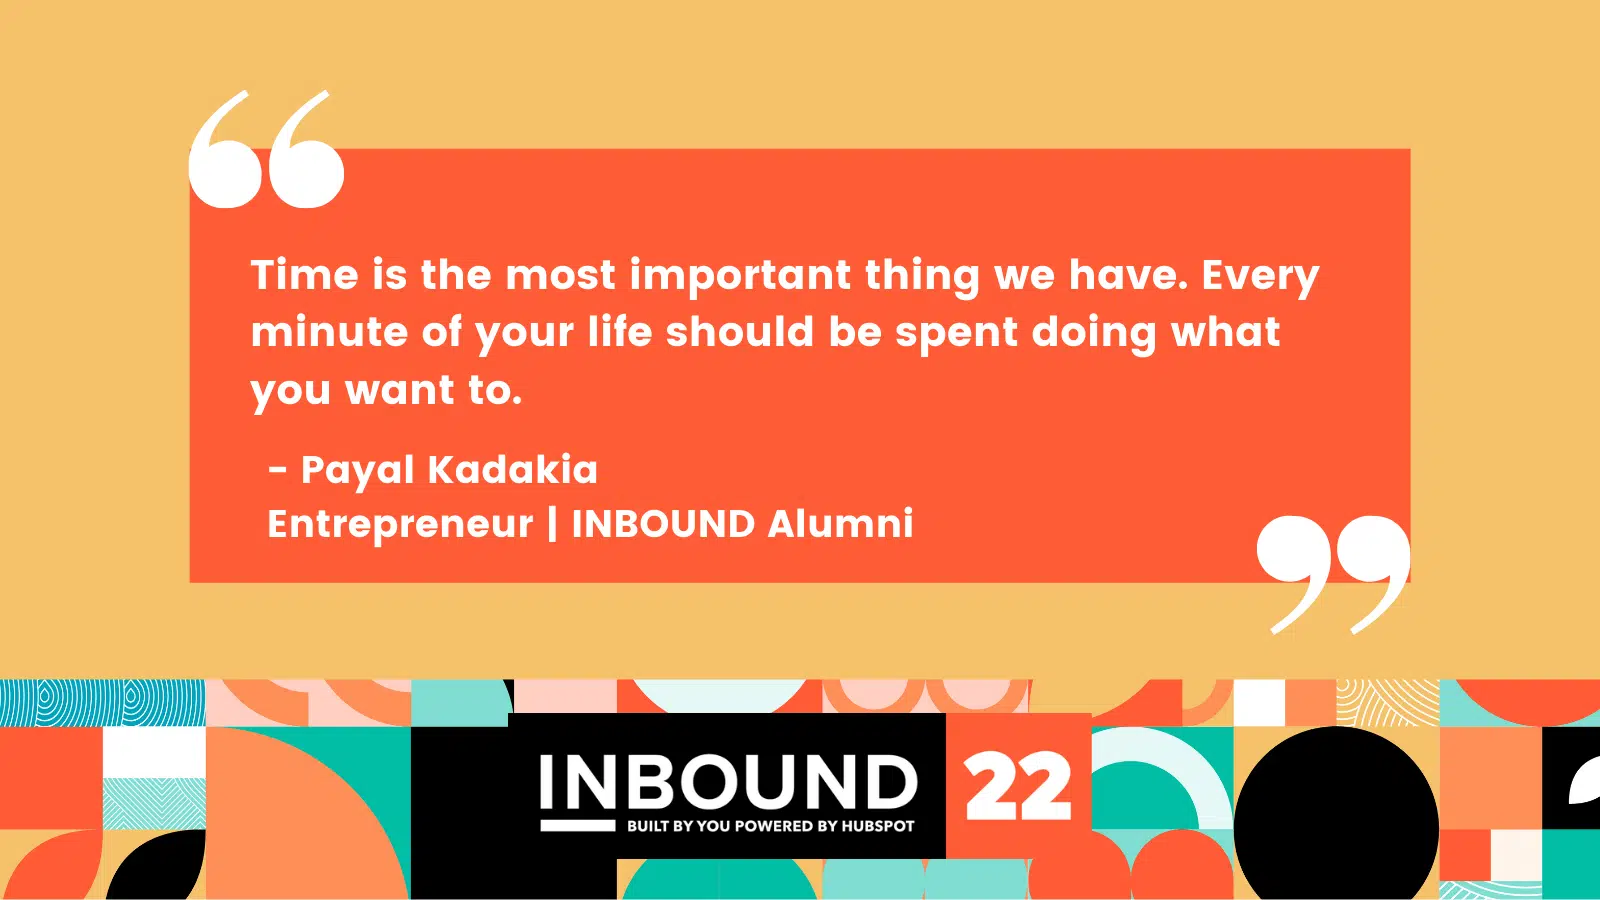 “
Time is the most important thing we have. Every
minute of your life should be spent doing what
you want to.
- Payal Kadakia
Entrepreneur | INBOUND Alumni
”
INBOUND 22
BUILT BY YOU POWERED BY HUBSPOT